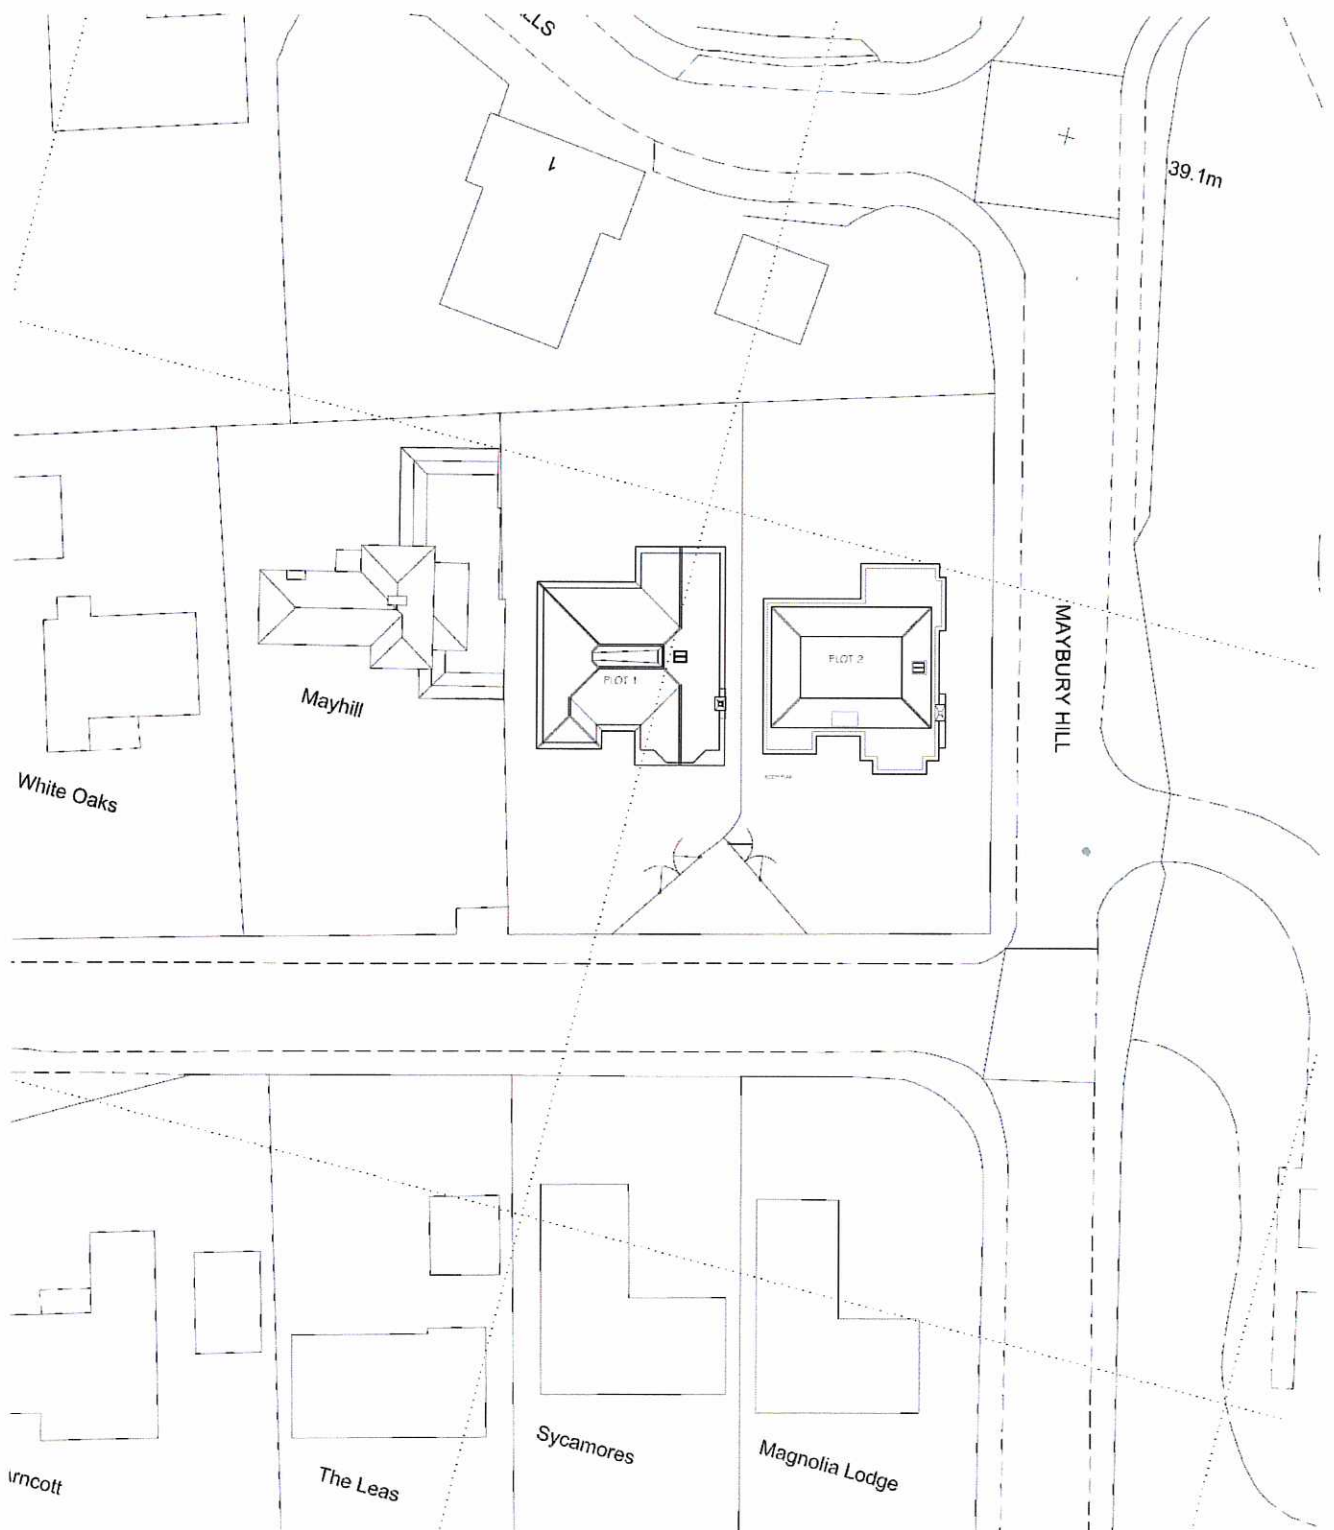 LLS
1
39.1m
MAYBURY HILL
PLOT 1
PLOT 2
Mayhill
White Oaks
Sycamores
Magnolia Lodge
The Leas
rncott